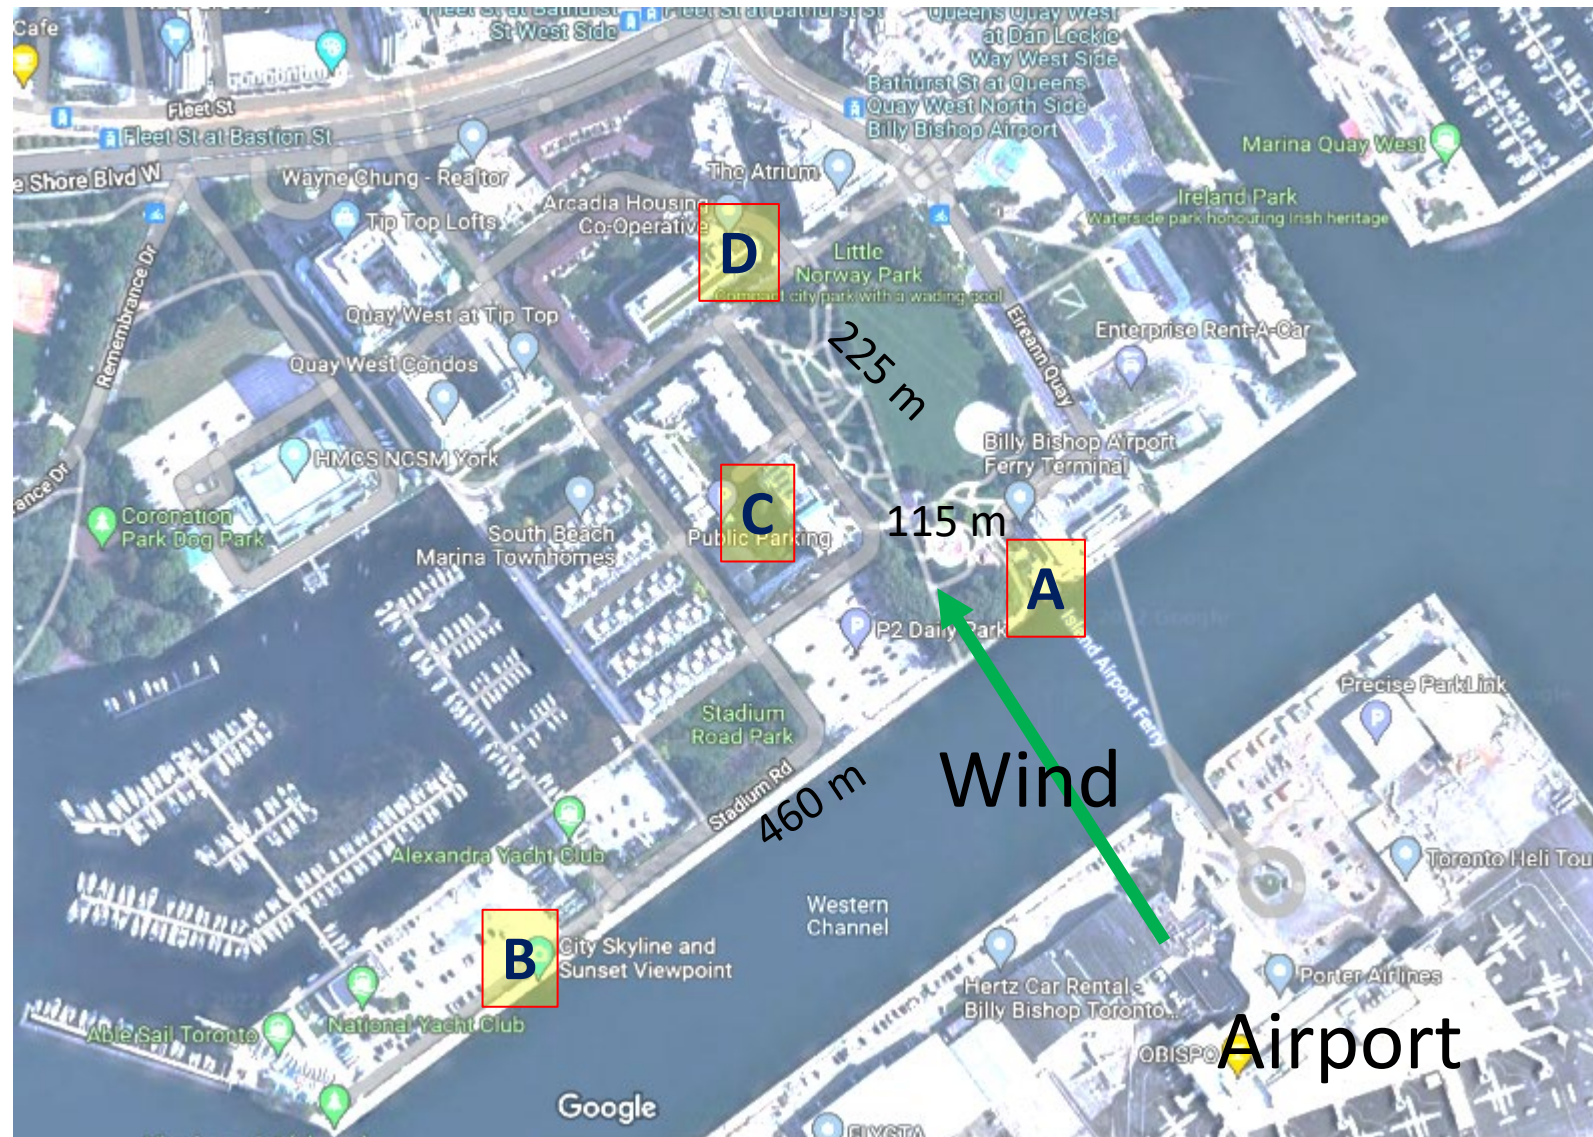 Cafe
Fleet St at Bathurst
St West Side
Fleet St at Bathurst St
Queens Quay West
at Dan Leckie
Way West Side
Bathurst St at Queens
Quay West North Side
Billy Bishop Airport
Fleet St
Fleet St at Bastion St
e Shore Blvd W
Wayne Chung - Realtor
The Atrium
Marina Quay West
Arcadia Housing
Co-Operative
Tip Top Lofts
Ireland Park
Waterside park honouring Irish heritage
D
Little
Norway Park
Compact city park with a wading pool
Remembrance Dr
Quay West at Tip Top
Eireann Quay
Enterprise Rent-A-Car
225 m
Quay West Condos
HMCS NCSM York
Billy Bishop Airport
Ferry Terminal
ance Dr
Coronation
Park Dog Park
South Beach
Marina Townhomes
C
Public Parking
115 m
A
P2 Daily Park
Island Airport Ferry
Precise ParkLink
Stadium
Road Park
Stadium Rd
460 m
Wind
Alexandra Yacht Club
Toronto Heli Tou
Western
Channel
B
City Skyline and
Sunset Viewpoint
Hertz Car Rental -
Billy Bishop Toronto...
Porter Airlines
National Yacht Club
Able Sail Toronto
OBISPO
Airport
Google